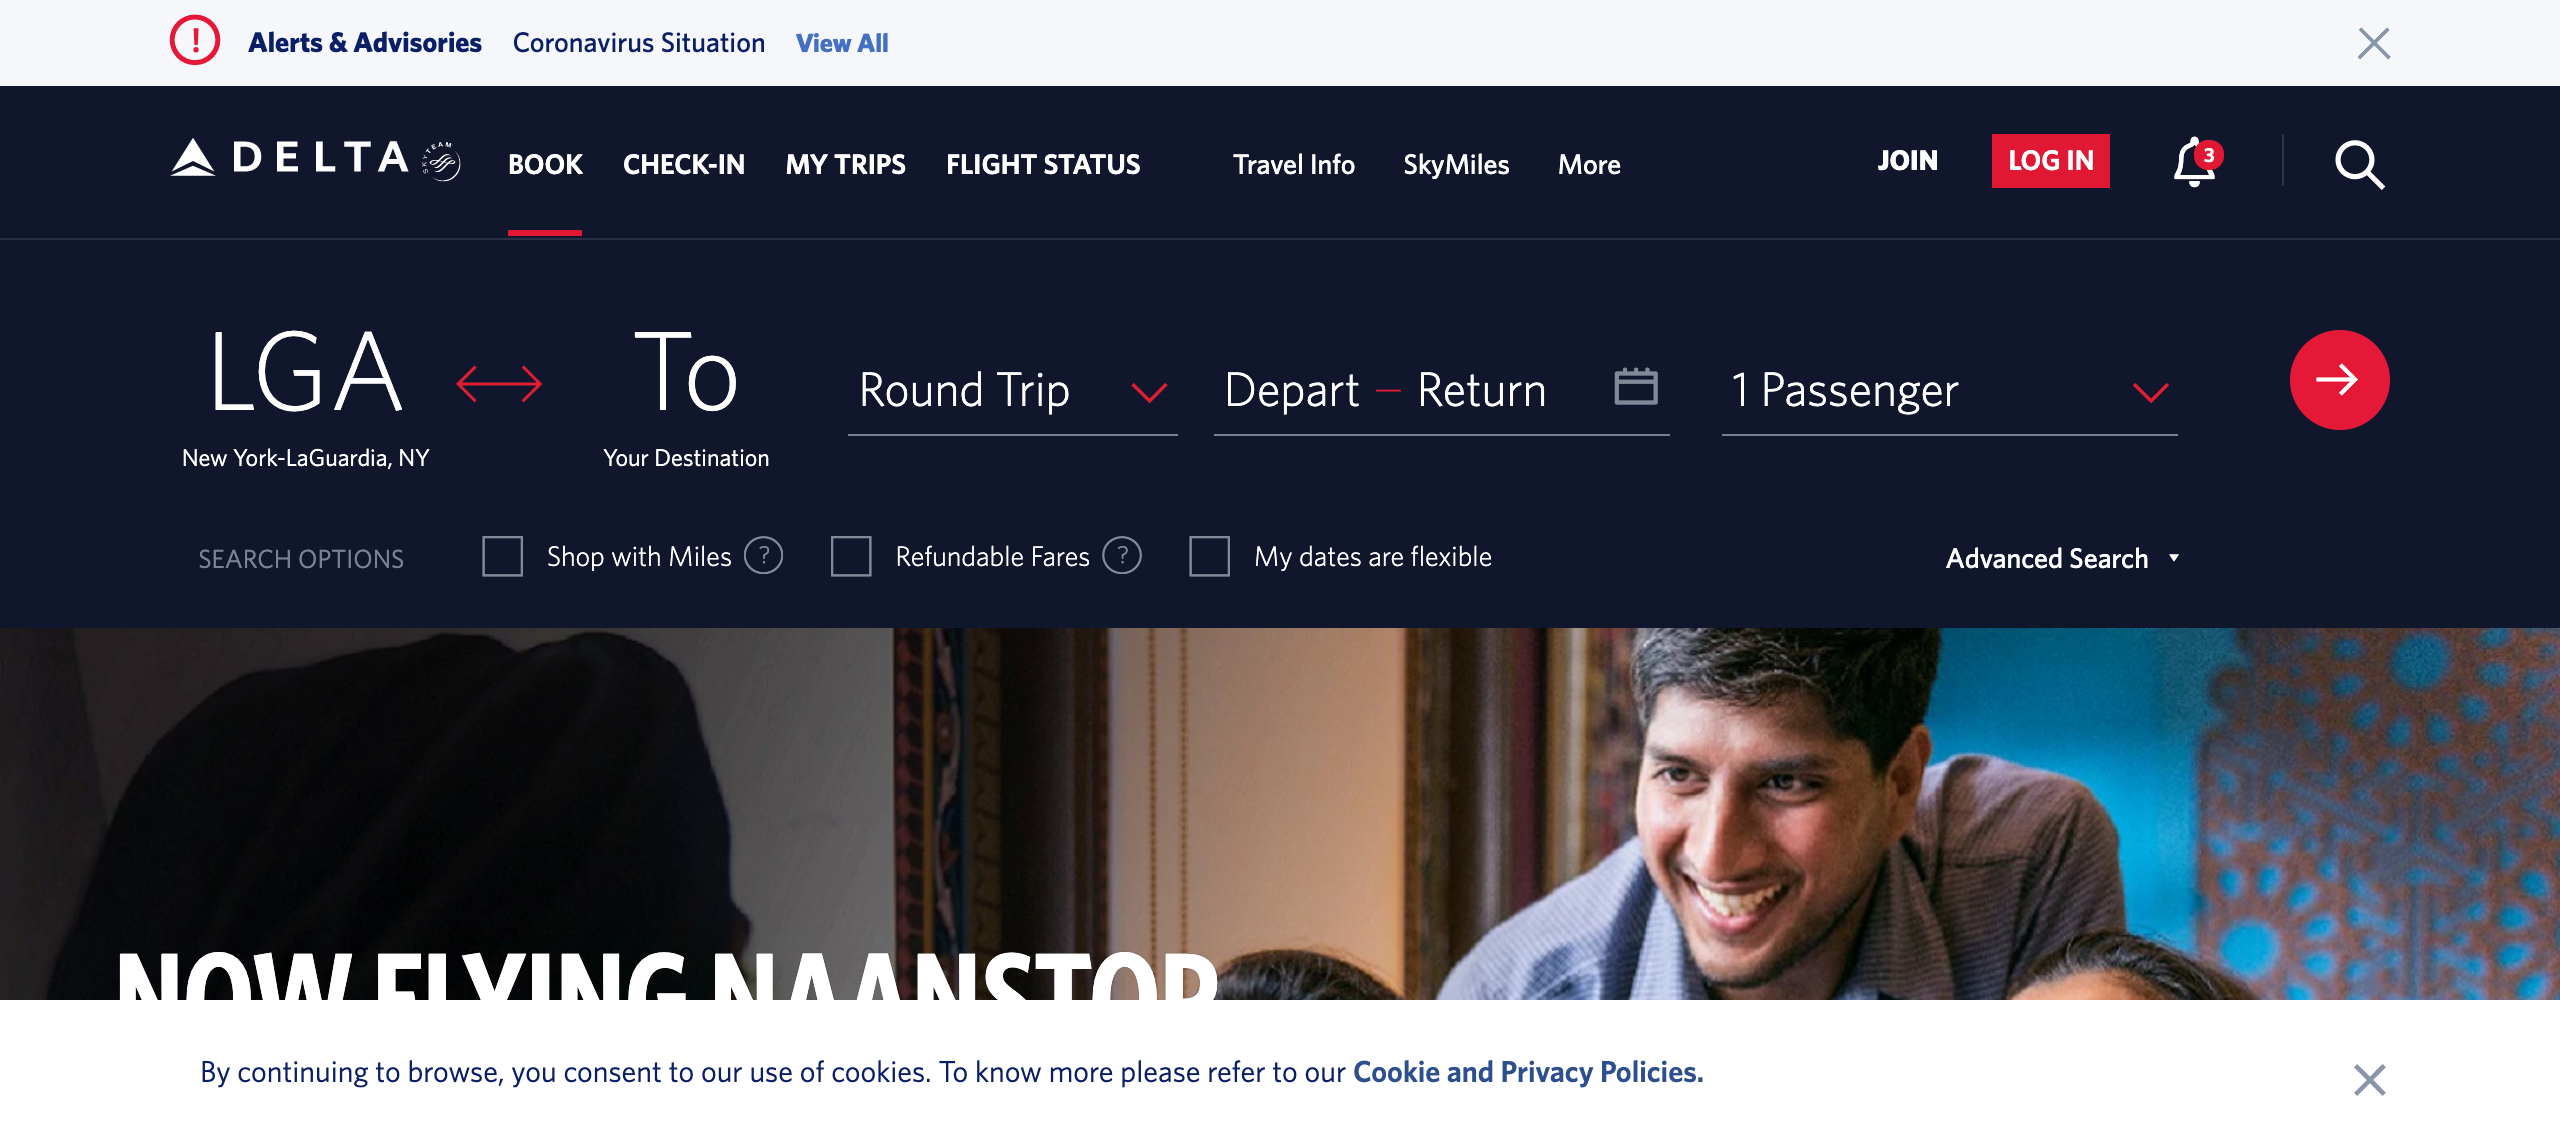 Alerts & Advisories Coronavirus Situation View All
DELTA SKYTEAM BOOK CHECK-IN MY TRIPS FLIGHT STATUS Travel Info SkyMiles More JOIN LOG IN 3
LGA To Round Trip Depart – Return 1 Passenger
New York-LaGuardia, NY Your Destination
SEARCH OPTIONS Shop with Miles ? Refundable Fares ? My dates are flexible Advanced Search
NOW FLYING NAANSTOP
By continuing to browse, you consent to our use of cookies. To know more please refer to our Cookie and Privacy Policies.